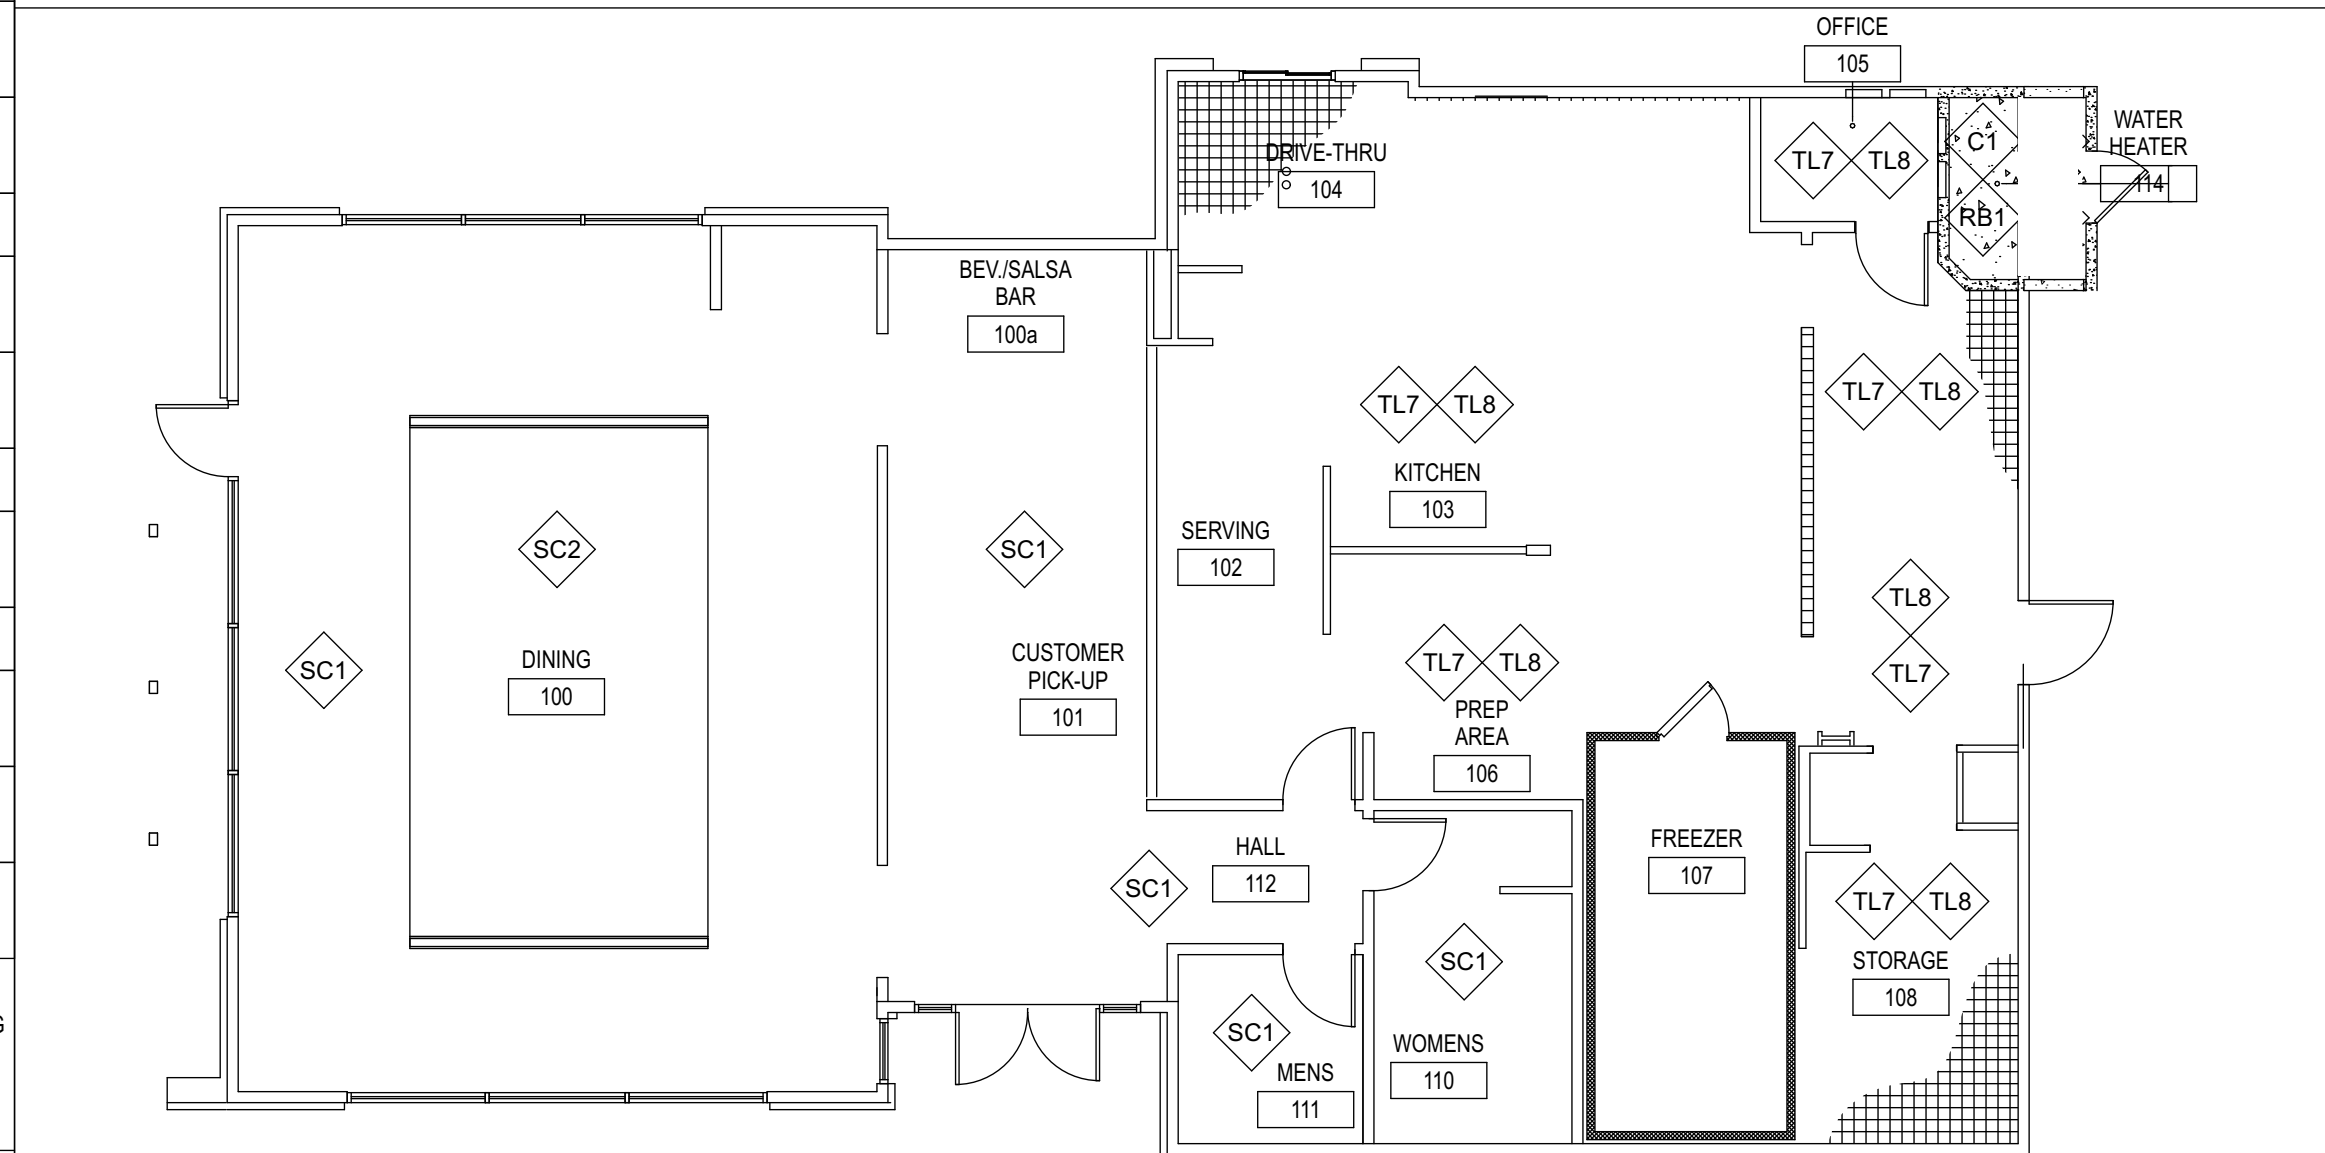 OFFICE
105
WATER
HEATER
114
C1
RB1
TL7
TL8
DRIVE-THRU
104
BEV./SALSA
BAR
100a
TL7
TL8
TL7
TL8
KITCHEN
103
SERVING
102
SC2
SC1
SC1
DINING
100
CUSTOMER
PICK-UP
101
TL8
TL7
TL7
TL8
PREP
AREA
106
HALL
112
SC1
FREEZER
107
TL7
TL8
STORAGE
108
SC1
SC1
WOMENS
110
MENS
111